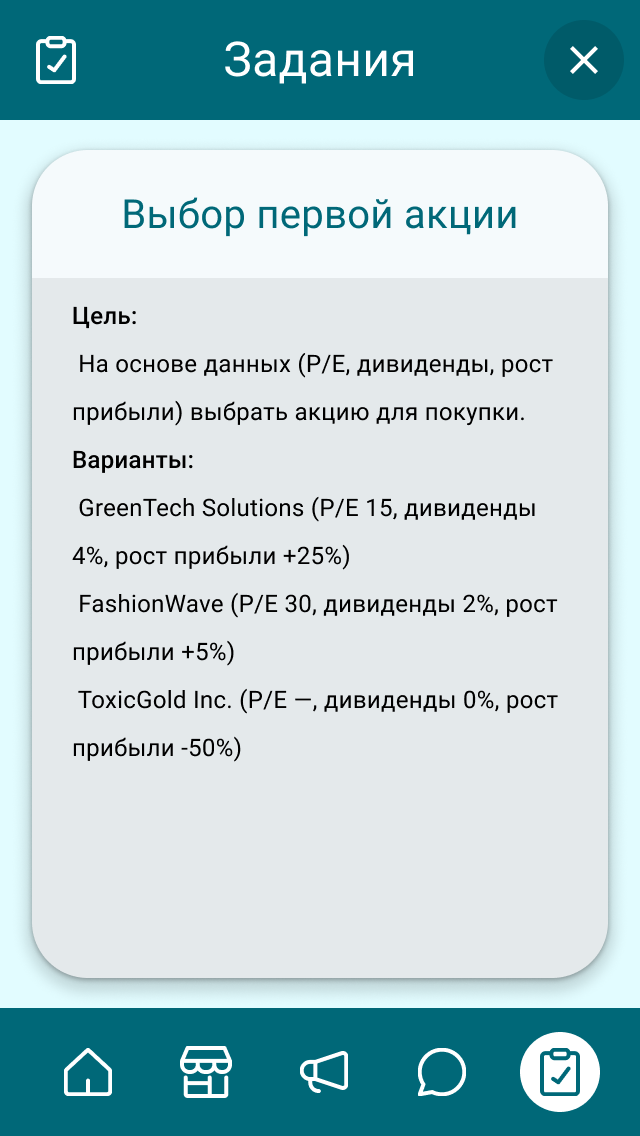 Задания
Выбор первой акции
Цель:
На основе данных (P/E, дивиденды, рост
прибыли) выбрать акцию для покупки.
Варианты:
GreenTech Solutions (P/E 15, дивиденды
4%, рост прибыли +25%)
FashionWave (P/E 30, дивиденды 2%, рост
прибыли +5%)
ToxicGold Inc. (P/E —, дивиденды 0%, рост
прибыли -50%)